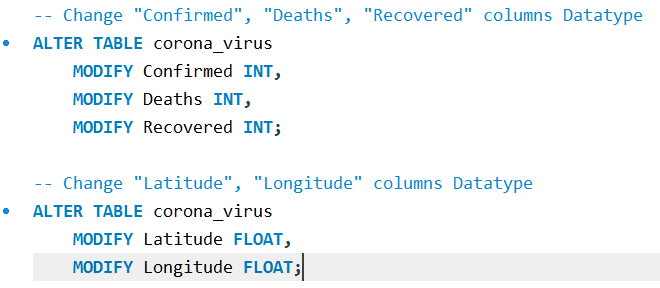 -- Change "Confirmed", "Deaths", "Recovered" columns Datatype
ALTER TABLE corona_virus
MODIFY Confirmed INT,
MODIFY Deaths INT,
MODIFY Recovered INT;
-- Change "Latitude", "Longitude" columns Datatype
ALTER TABLE corona_virus
MODIFY Latitude FLOAT,
MODIFY Longitude FLOAT;